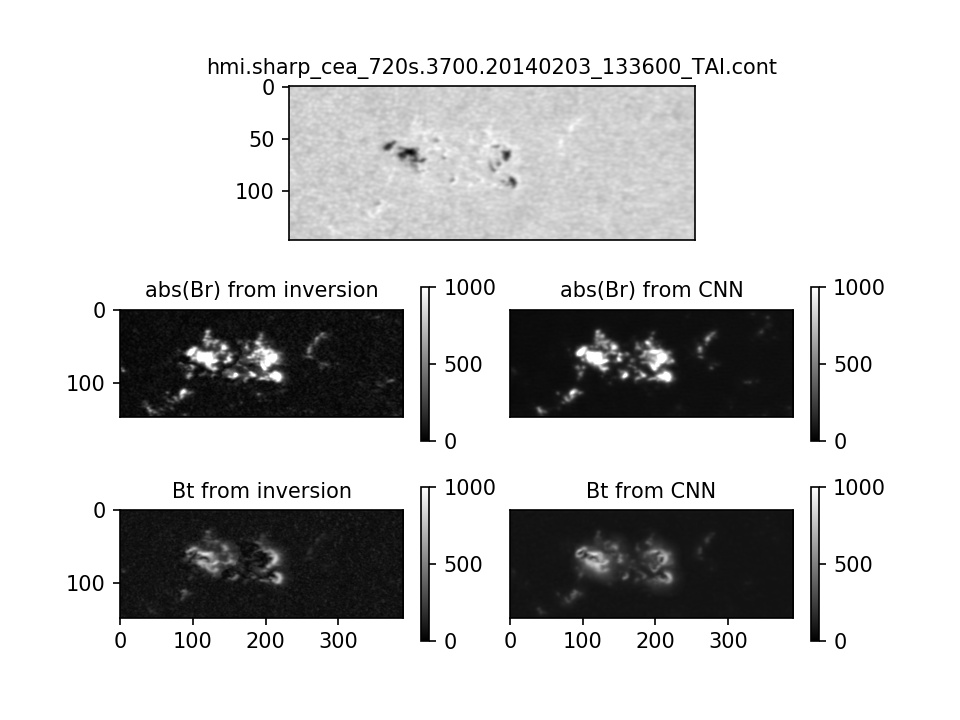 hmi.sharp_cea_720s.3700.20140203_133600_TAI.cont
0
50
100
abs(Br) from inversion
0
100
1000
500
0
abs(Br) from CNN
1000
500
0
Bt from inversion
0
100
0 100 200 300
1000
500
0
Bt from CNN
0 100 200 300
1000
500
0